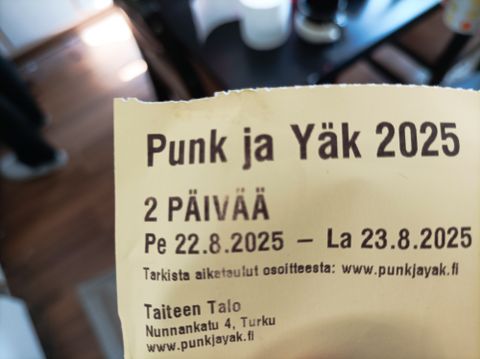 Punk ja Yäk 2025
2 PÄIVÄÄ
Pe 22.8.2025 – La 23.8.2025
Tarkista aikataulut osoitteesta: www.punkjayak.fi
Taiteen Talo
Nunnankatu 4, Turku
www.punkjayak.fi